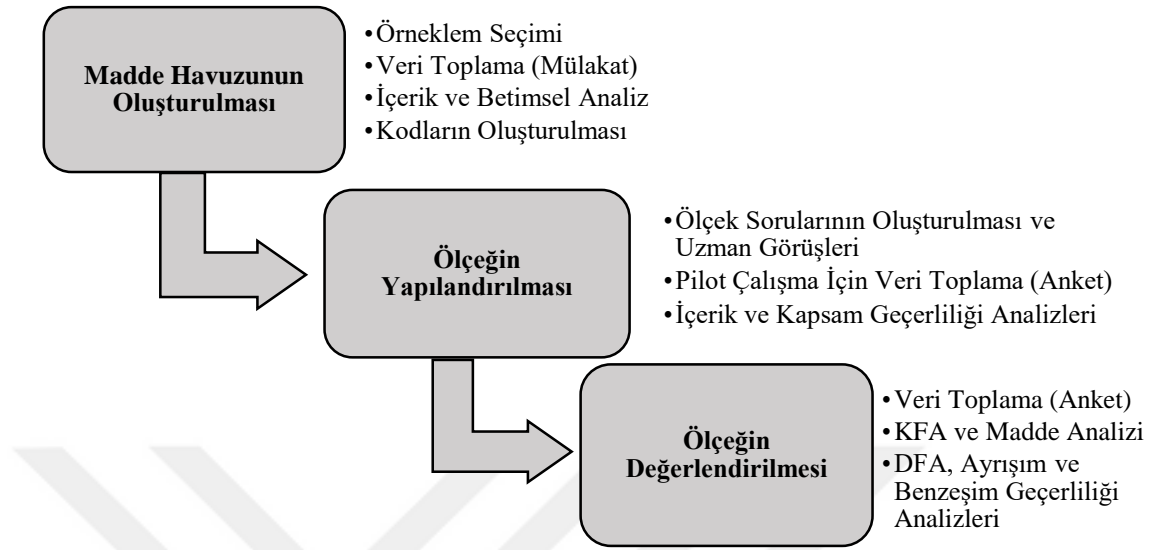 Madde Havuzunun
Oluşturulması
•Örneklem Seçimi
•Veri Toplama (Mülakat)
•İçerik ve Betimsel Analiz
•Kodların Oluşturulması
Ölçeğin
Yapılandırılması
•Ölçek Sorularının Oluşturulması ve
Uzman Görüşleri
•Pilot Çalışma İçin Veri Toplama (Anket)
•İçerik ve Kapsam Geçerliliği Analizleri
Ölçeğin
Değerlendirilmesi
•Veri Toplama (Anket)
•KFA ve Madde Analizi
•DFA, Ayrışım ve
Benzeşim Geçerliliği
Analizleri